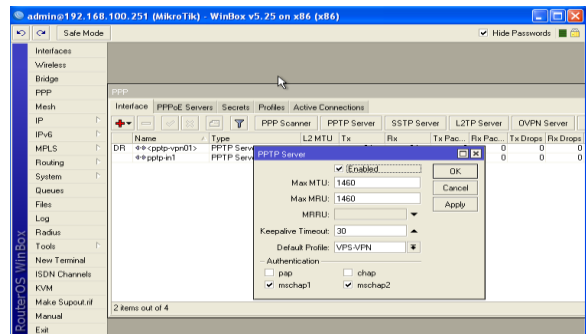 admin@192.168.100.251 (MikroTik) - WinBox v5.25 on x86 (x86)
Safe Mode
Hide Passwords
Interfaces
Wireless
Bridge
PPP
Mesh
IP
IPv6
MPLS
Routing
System
Queues
Files
Log
Radius
Tools
New Terminal
ISDN Channels
KVM
Make Supout.rif
Manual
Exit
RouterOS WinBox
PPP
Interface PPPoE Servers Secrets Profiles Active Connections
PPP Scanner PPTP Server SSTP Server L2TP Server OVPN Server
Name Type L2 MTU Tx Rx Tx Pac... Rx Pac... Tx Drops Rx Drops
DR <pptp-vpn01> PPTP Serv 0 0
pptp-in1 PPTP Serv 0 0
2 items out of 4
PPTP Server
Enabled
Max MTU: 1460
Max MRU: 1460
MRRU:
Keepalive Timeout: 30
Default Profile: VPS-VPN
Authentication
pap chap
mschap1 mschap2
OK
Cancel
Apply